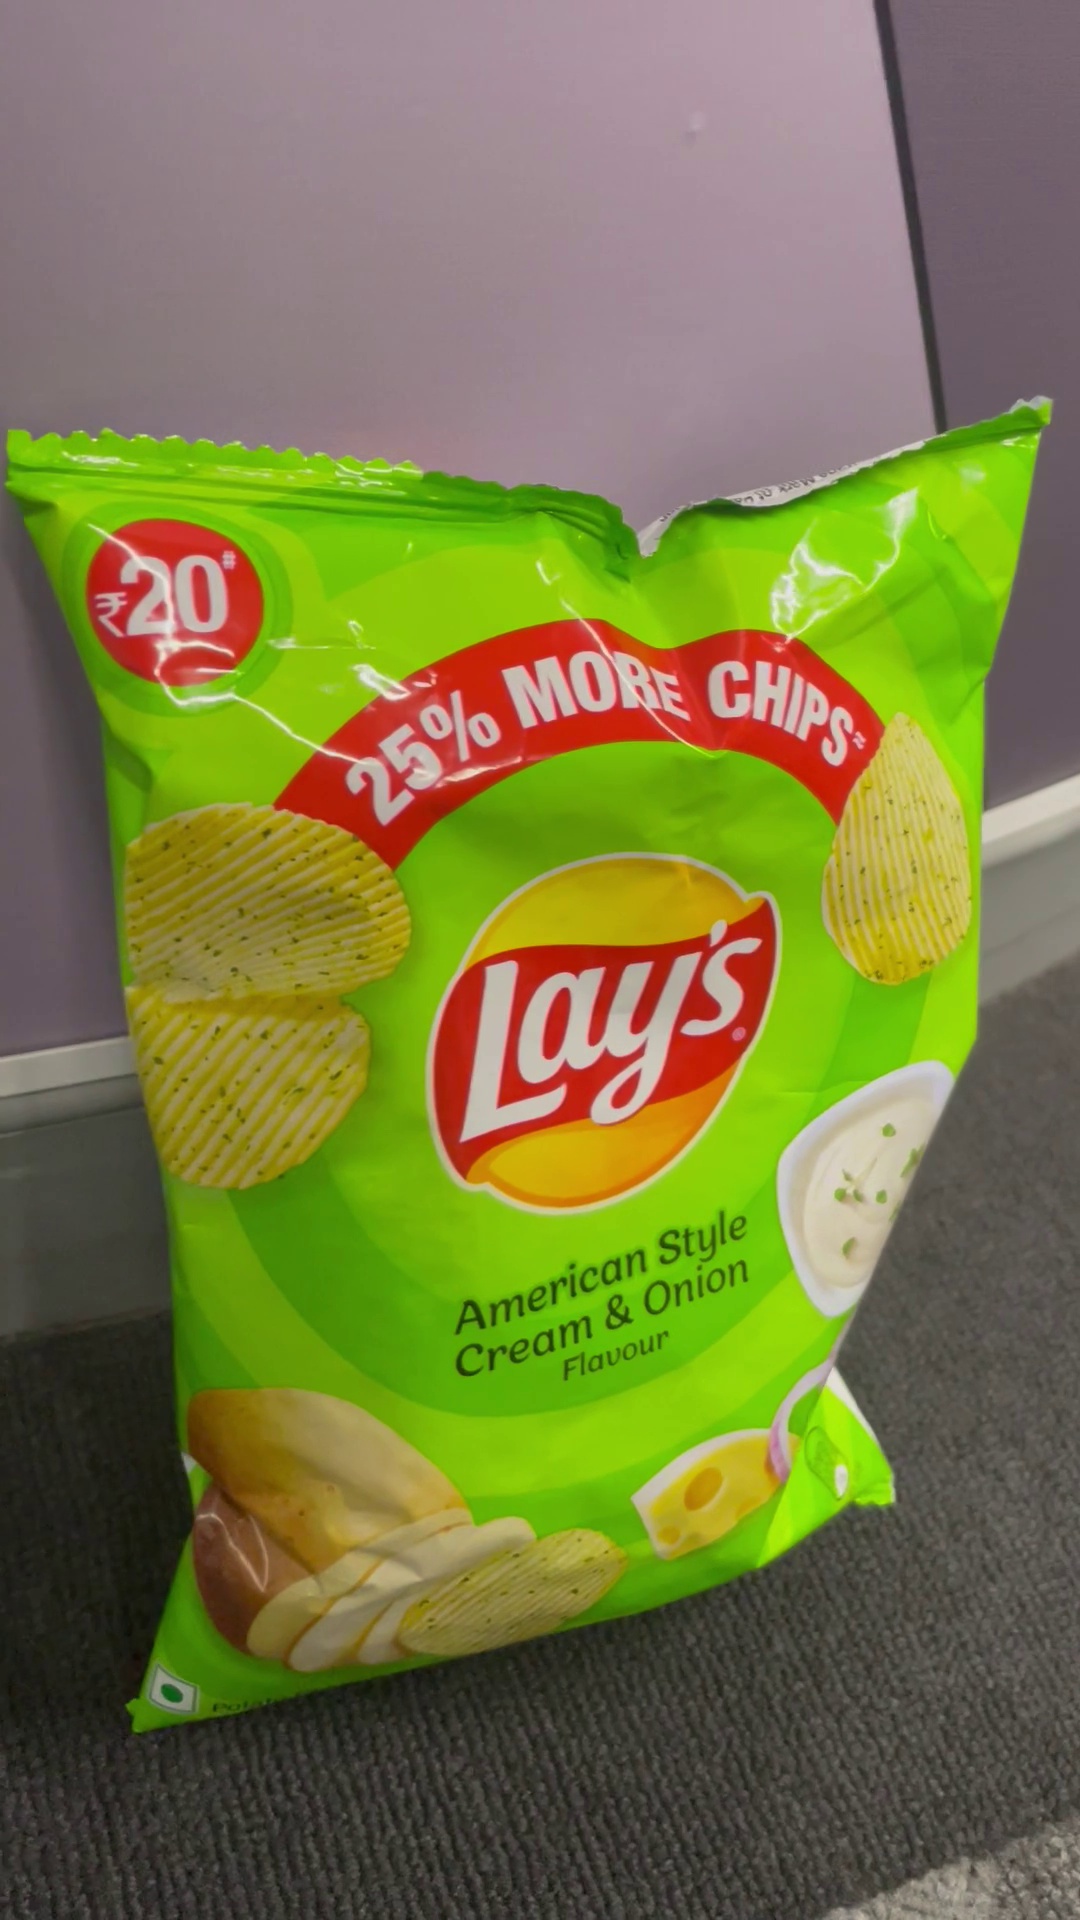 ₹20#
25% MORE CHIPS≈
Lay's
American Style
Cream & Onion
Flavour